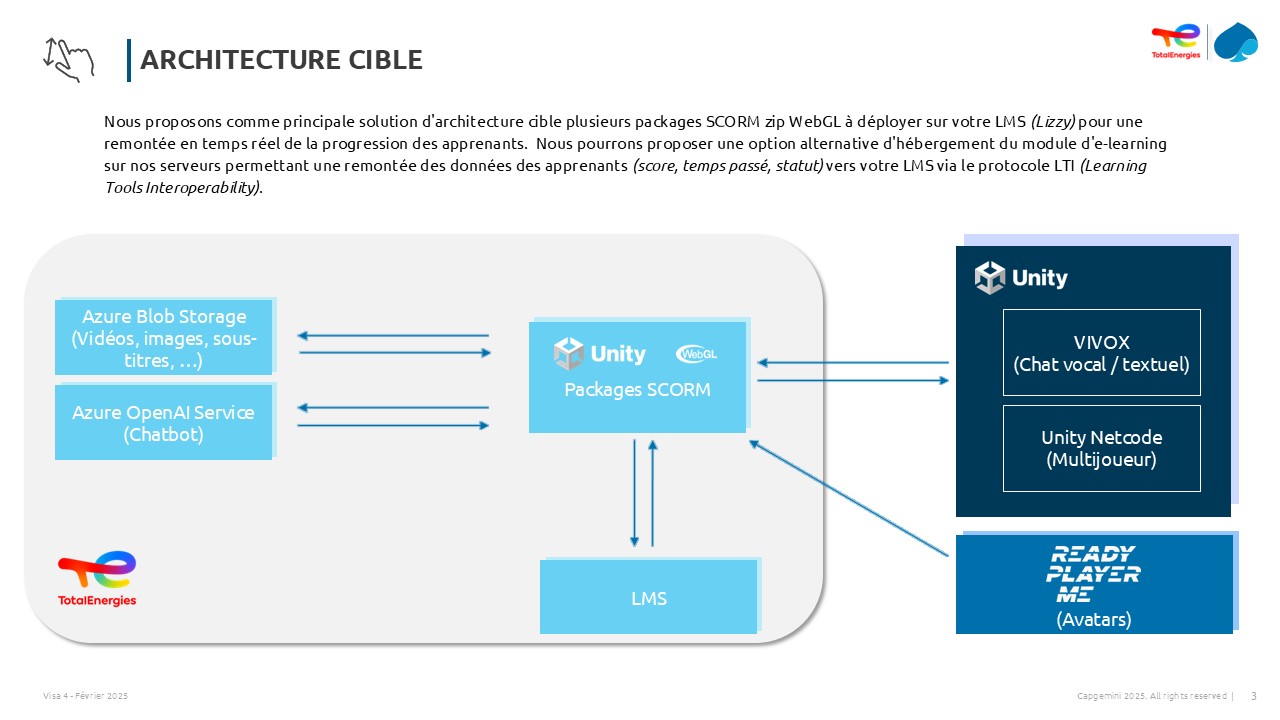 ARCHITECTURE CIBLE
TotalEnergies
Nous proposons comme principale solution d'architecture cible plusieurs packages SCORM zip WebGL à déployer sur votre LMS (Lizzy) pour une
remontée en temps réel de la progression des apprenants. Nous pourrons proposer une option alternative d'hébergement du module d'e-learning
sur nos serveurs permettant une remontée des données des apprenants (score, temps passé, statut) vers votre LMS via le protocole LTI (Learning
Tools Interoperability).
Azure Blob Storage
(Vidéos, images, sous-
titres, …)
Azure OpenAI Service
(Chatbot)
Unity WebGL
Packages SCORM
LMS
TotalEnergies
Unity
VIVOX
(Chat vocal / textuel)
Unity Netcode
(Multijoueur)
READY
PLAYER
ME
(Avatars)
Visa 4 - Février 2025
Capgemini 2025. All rights reserved | 3